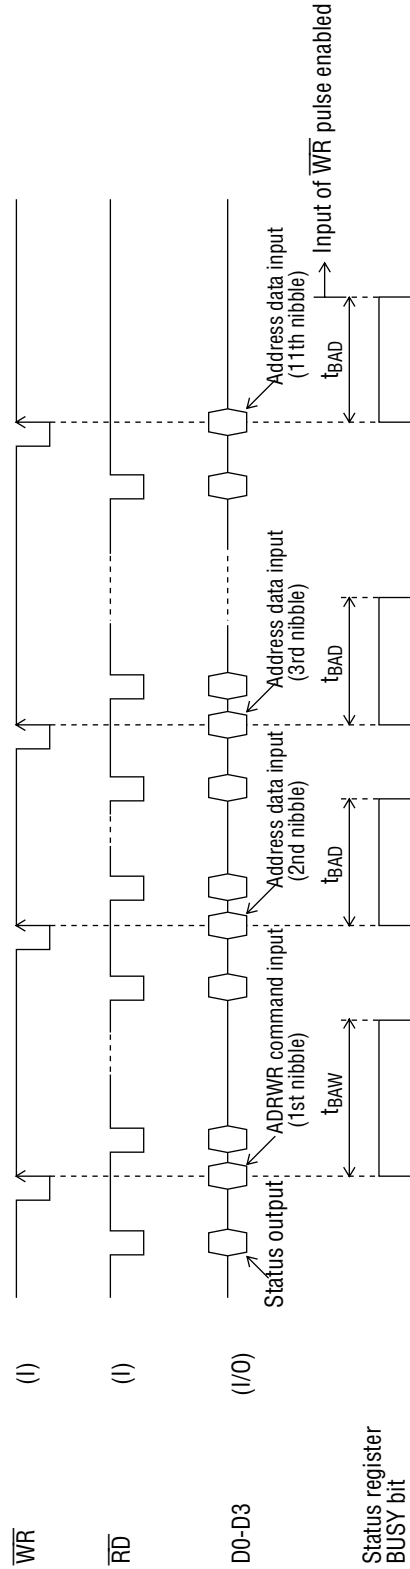 WR (I)
RD (I)
D0-D3 (I/O)
Status output
ADRWR command input
(1st nibble)
Address data input
(2nd nibble)
Address data input
(3rd nibble)
Address data input
(11th nibble)
Input of WR pulse enabled
tBAW
tBAD
tBAD
tBAD
Status register
BUSY bit